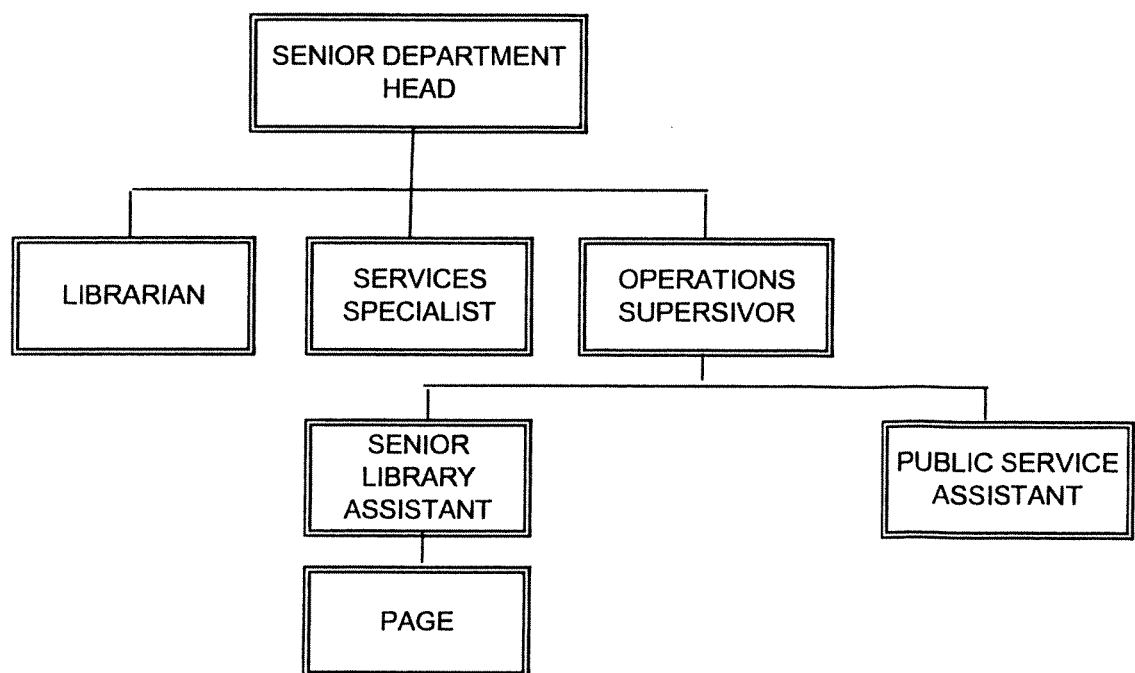 SENIOR DEPARTMENT
HEAD
LIBRARIAN
SERVICES
SPECIALIST
OPERATIONS
SUPERSIVOR
SENIOR
LIBRARY
ASSISTANT
PUBLIC SERVICE
ASSISTANT
PAGE